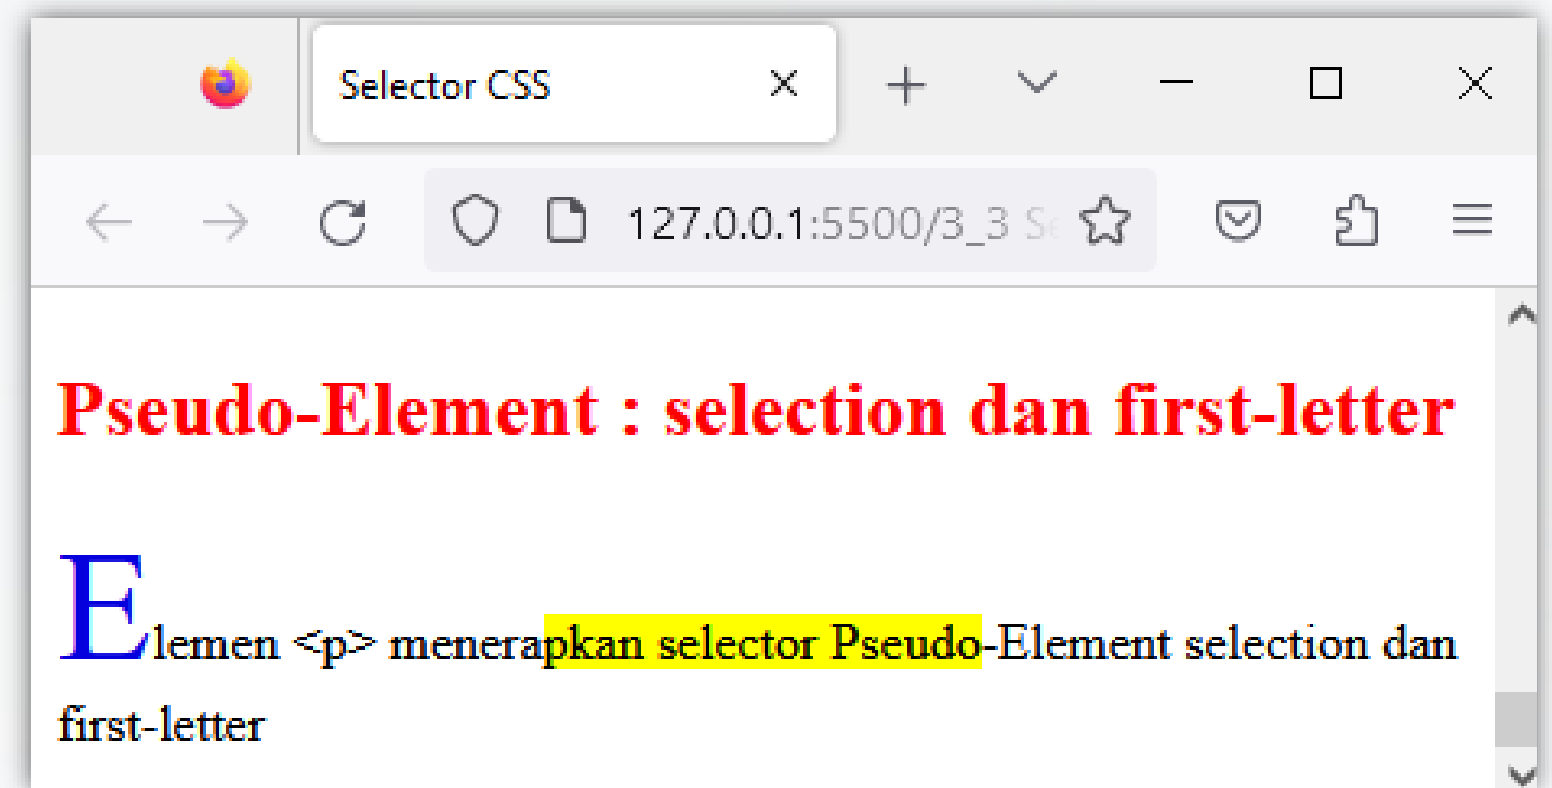 Selector CSS
127.0.0.1:5500/3_3 Se
Pseudo-Element : selection dan first-letter
Elemen <p> menerapkan selector Pseudo-Element selection dan
first-letter